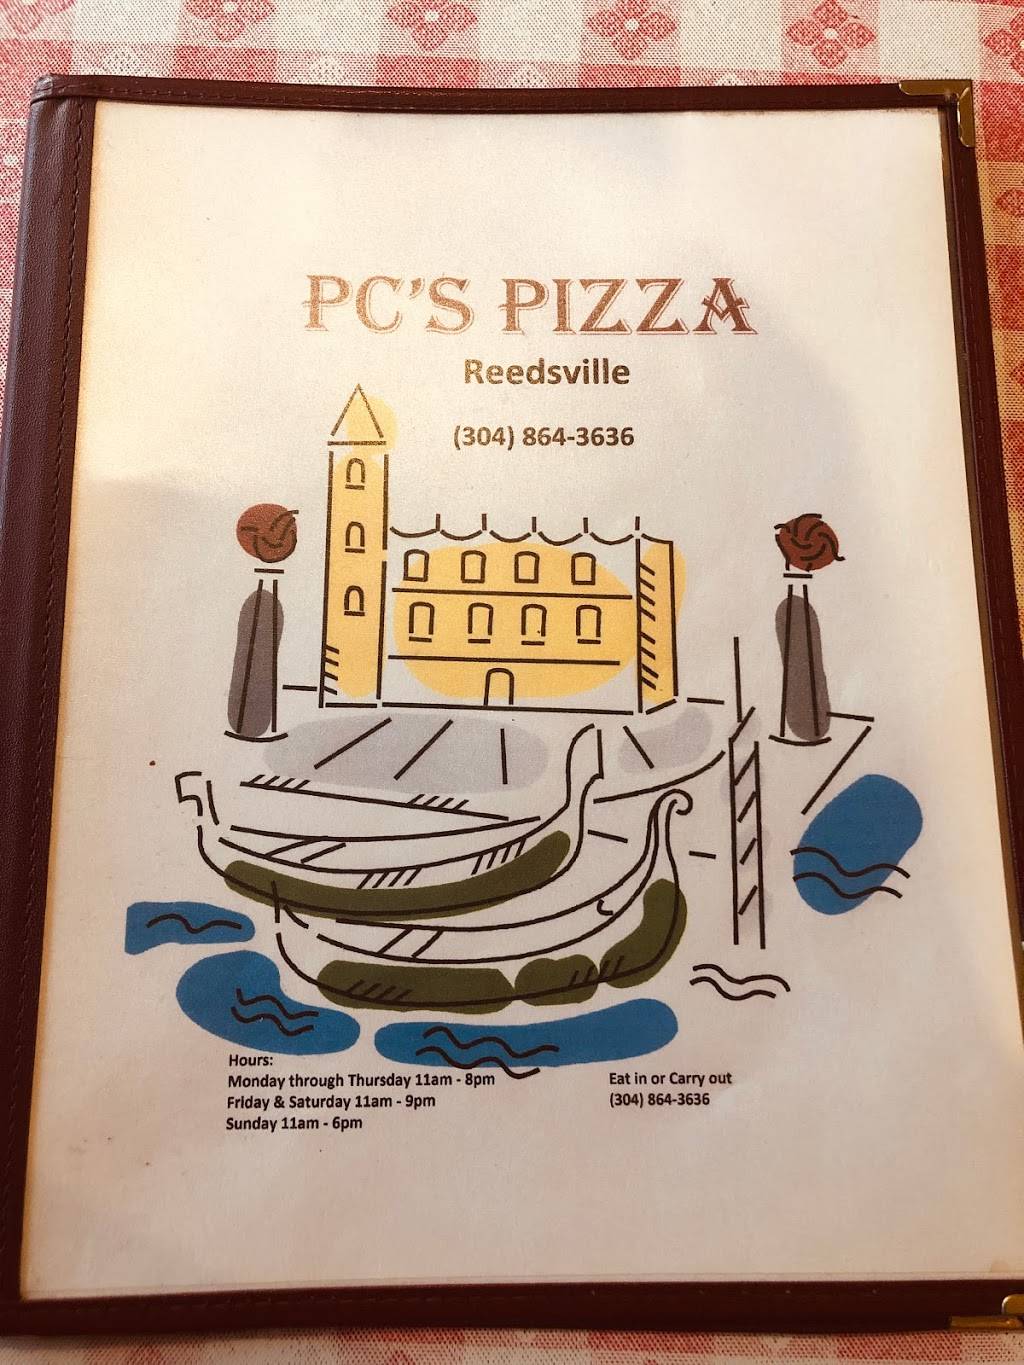 PC'S PIZZA
Reedsville
(304) 864-3636
Hours:
Monday through Thursday 11am - 8pm
Friday & Saturday 11am - 9pm
Sunday 11am - 6pm
Eat in or Carry out
(304) 864-3636